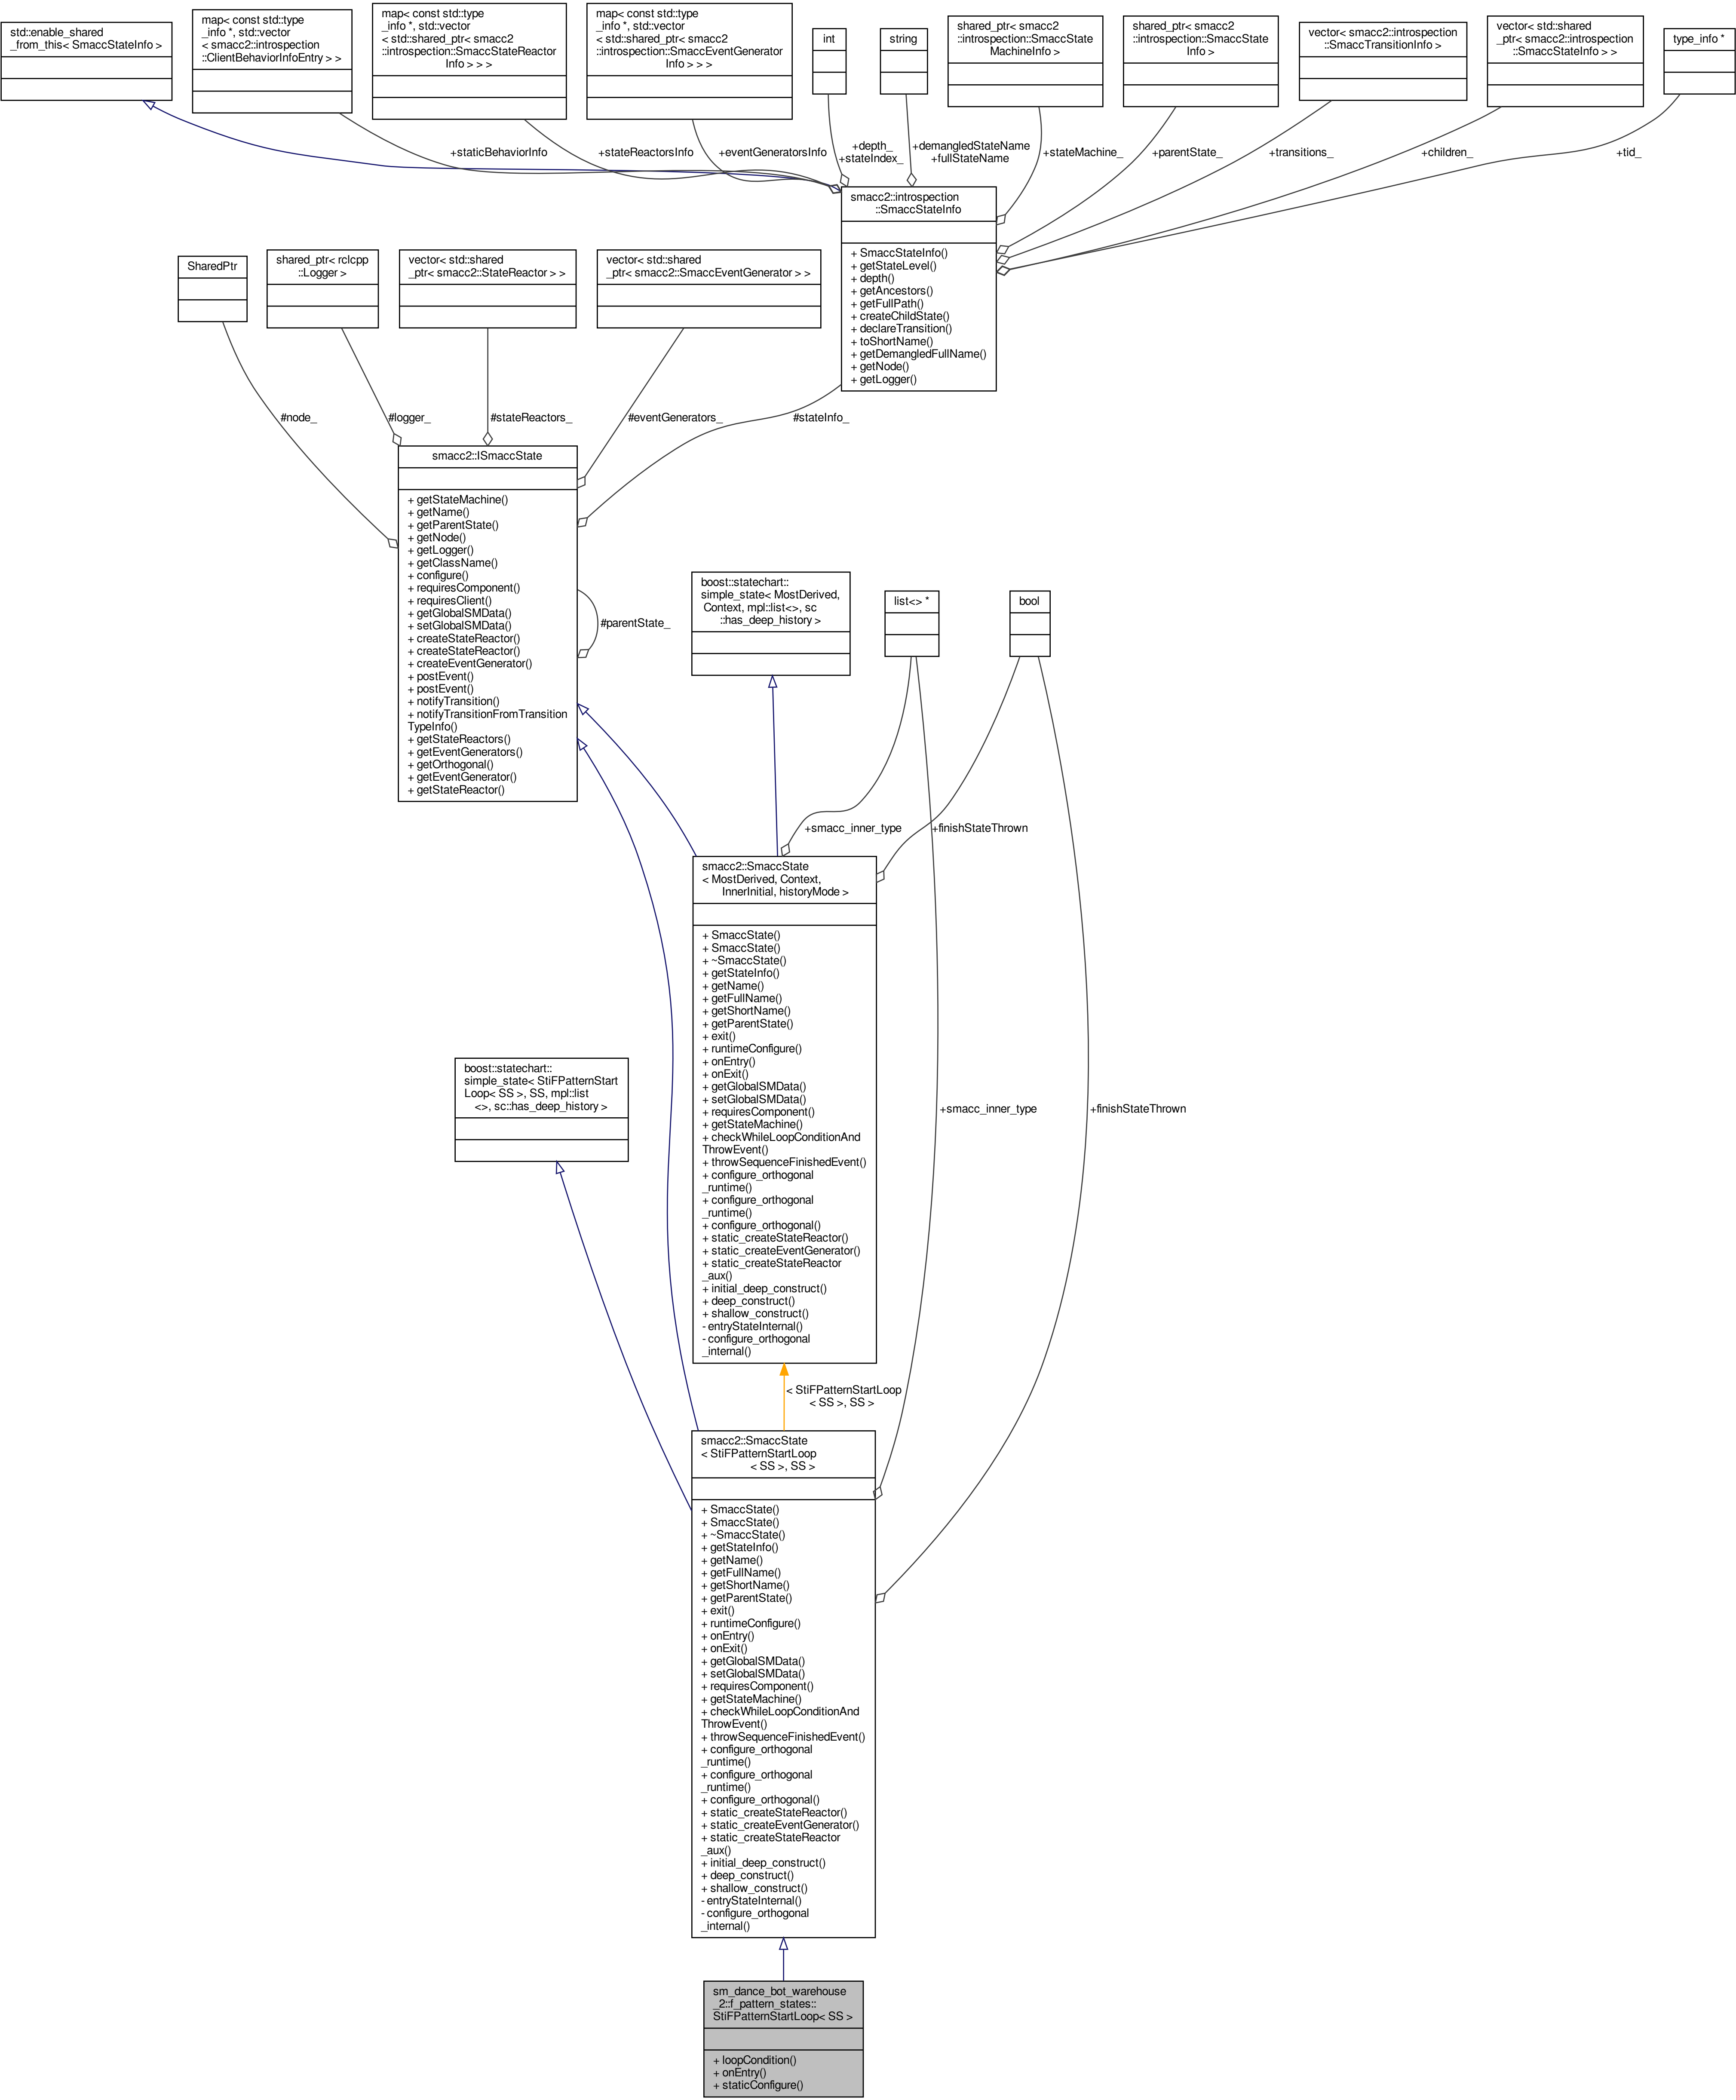 std::enable_shared
_from_this< SmaccStateInfo >
map< const std::type
_info *, std::vector
< smacc2::introspection
::ClientBehaviorInfoEntry > >
map< const std::type
_info *, std::vector
< std::shared_ptr< smacc2
::introspection::SmaccStateReactor
Info > > >
map< const std::type
_info *, std::vector
< std::shared_ptr< smacc2
::introspection::SmaccEventGenerator
Info > > >
int
string
shared_ptr< smacc2
::introspection::SmaccState
MachineInfo >
shared_ptr< smacc2
::introspection::SmaccState
Info >
vector< smacc2::introspection
::SmaccTransitionInfo >
vector< std::shared
_ptr< smacc2::introspection
::SmaccStateInfo > >
type_info *
+staticBehaviorInfo
+stateReactorsInfo
+eventGeneratorsInfo
+depth_
+stateIndex_
+demangledStateName
+fullStateName
+stateMachine_
+parentState_
+transitions_
+children_
+tid_
smacc2::introspection
::SmaccStateInfo
+ SmaccStateInfo()
+ getStateLevel()
+ depth()
+ getAncestors()
+ getFullPath()
+ createChildState()
+ declareTransition()
+ toShortName()
+ getDemangledFullName()
+ getNode()
+ getLogger()
SharedPtr
shared_ptr< rclcpp
::Logger >
vector< std::shared
_ptr< smacc2::StateReactor > >
vector< std::shared
_ptr< smacc2::SmaccEventGenerator > >
#node_
#logger_
#stateReactors_
#eventGenerators_
#stateInfo_
smacc2::ISmaccState
+ getStateMachine()
+ getName()
+ getParentState()
+ getNode()
+ getLogger()
+ getClassName()
+ configure()
+ requiresComponent()
+ requiresClient()
+ getGlobalSMData()
+ setGlobalSMData()
+ createStateReactor()
+ createStateReactor()
+ createEventGenerator()
+ postEvent()
+ postEvent()
+ notifyTransition()
+ notifyTransitionFromTransition
TypeInfo()
+ getStateReactors()
+ getEventGenerators()
+ getOrthogonal()
+ getEventGenerator()
+ getStateReactor()
#parentState_
boost::statechart::
simple_state< MostDerived,
Context, mpl::list<>, sc
::has_deep_history >
list<> *
bool
+smacc_inner_type
+finishStateThrown
smacc2::SmaccState
< MostDerived, Context,
InnerInitial, historyMode >
+ SmaccState()
+ SmaccState()
+ ~SmaccState()
+ getStateInfo()
+ getName()
+ getFullName()
+ getShortName()
+ getParentState()
+ exit()
+ runtimeConfigure()
+ onEntry()
+ onExit()
+ getGlobalSMData()
+ setGlobalSMData()
+ requiresComponent()
+ getStateMachine()
+ checkWhileLoopConditionAnd
ThrowEvent()
+ throwSequenceFinishedEvent()
+ configure_orthogonal
_runtime()
+ configure_orthogonal
_runtime()
+ configure_orthogonal()
+ static_createStateReactor()
+ static_createEventGenerator()
+ static_createStateReactor
_aux()
+ initial_deep_construct()
+ deep_construct()
+ shallow_construct()
- entryStateInternal()
- configure_orthogonal
_internal()
boost::statechart::
simple_state< StiFPatternStart
Loop< SS >, SS, mpl::list
<>, sc::has_deep_history >
+smacc_inner_type
+finishStateThrown
< StiFPatternStartLoop
< SS >, SS >
smacc2::SmaccState
< StiFPatternStartLoop
< SS >, SS >
+ SmaccState()
+ SmaccState()
+ ~SmaccState()
+ getStateInfo()
+ getName()
+ getFullName()
+ getShortName()
+ getParentState()
+ exit()
+ runtimeConfigure()
+ onEntry()
+ onExit()
+ getGlobalSMData()
+ setGlobalSMData()
+ requiresComponent()
+ getStateMachine()
+ checkWhileLoopConditionAnd
ThrowEvent()
+ throwSequenceFinishedEvent()
+ configure_orthogonal
_runtime()
+ configure_orthogonal
_runtime()
+ configure_orthogonal()
+ static_createStateReactor()
+ static_createEventGenerator()
+ static_createStateReactor
_aux()
+ initial_deep_construct()
+ deep_construct()
+ shallow_construct()
- entryStateInternal()
- configure_orthogonal
_internal()
sm_dance_bot_warehouse
_2::f_pattern_states::
StiFPatternStartLoop< SS >
+ loopCondition()
+ onEntry()
+ staticConfigure()